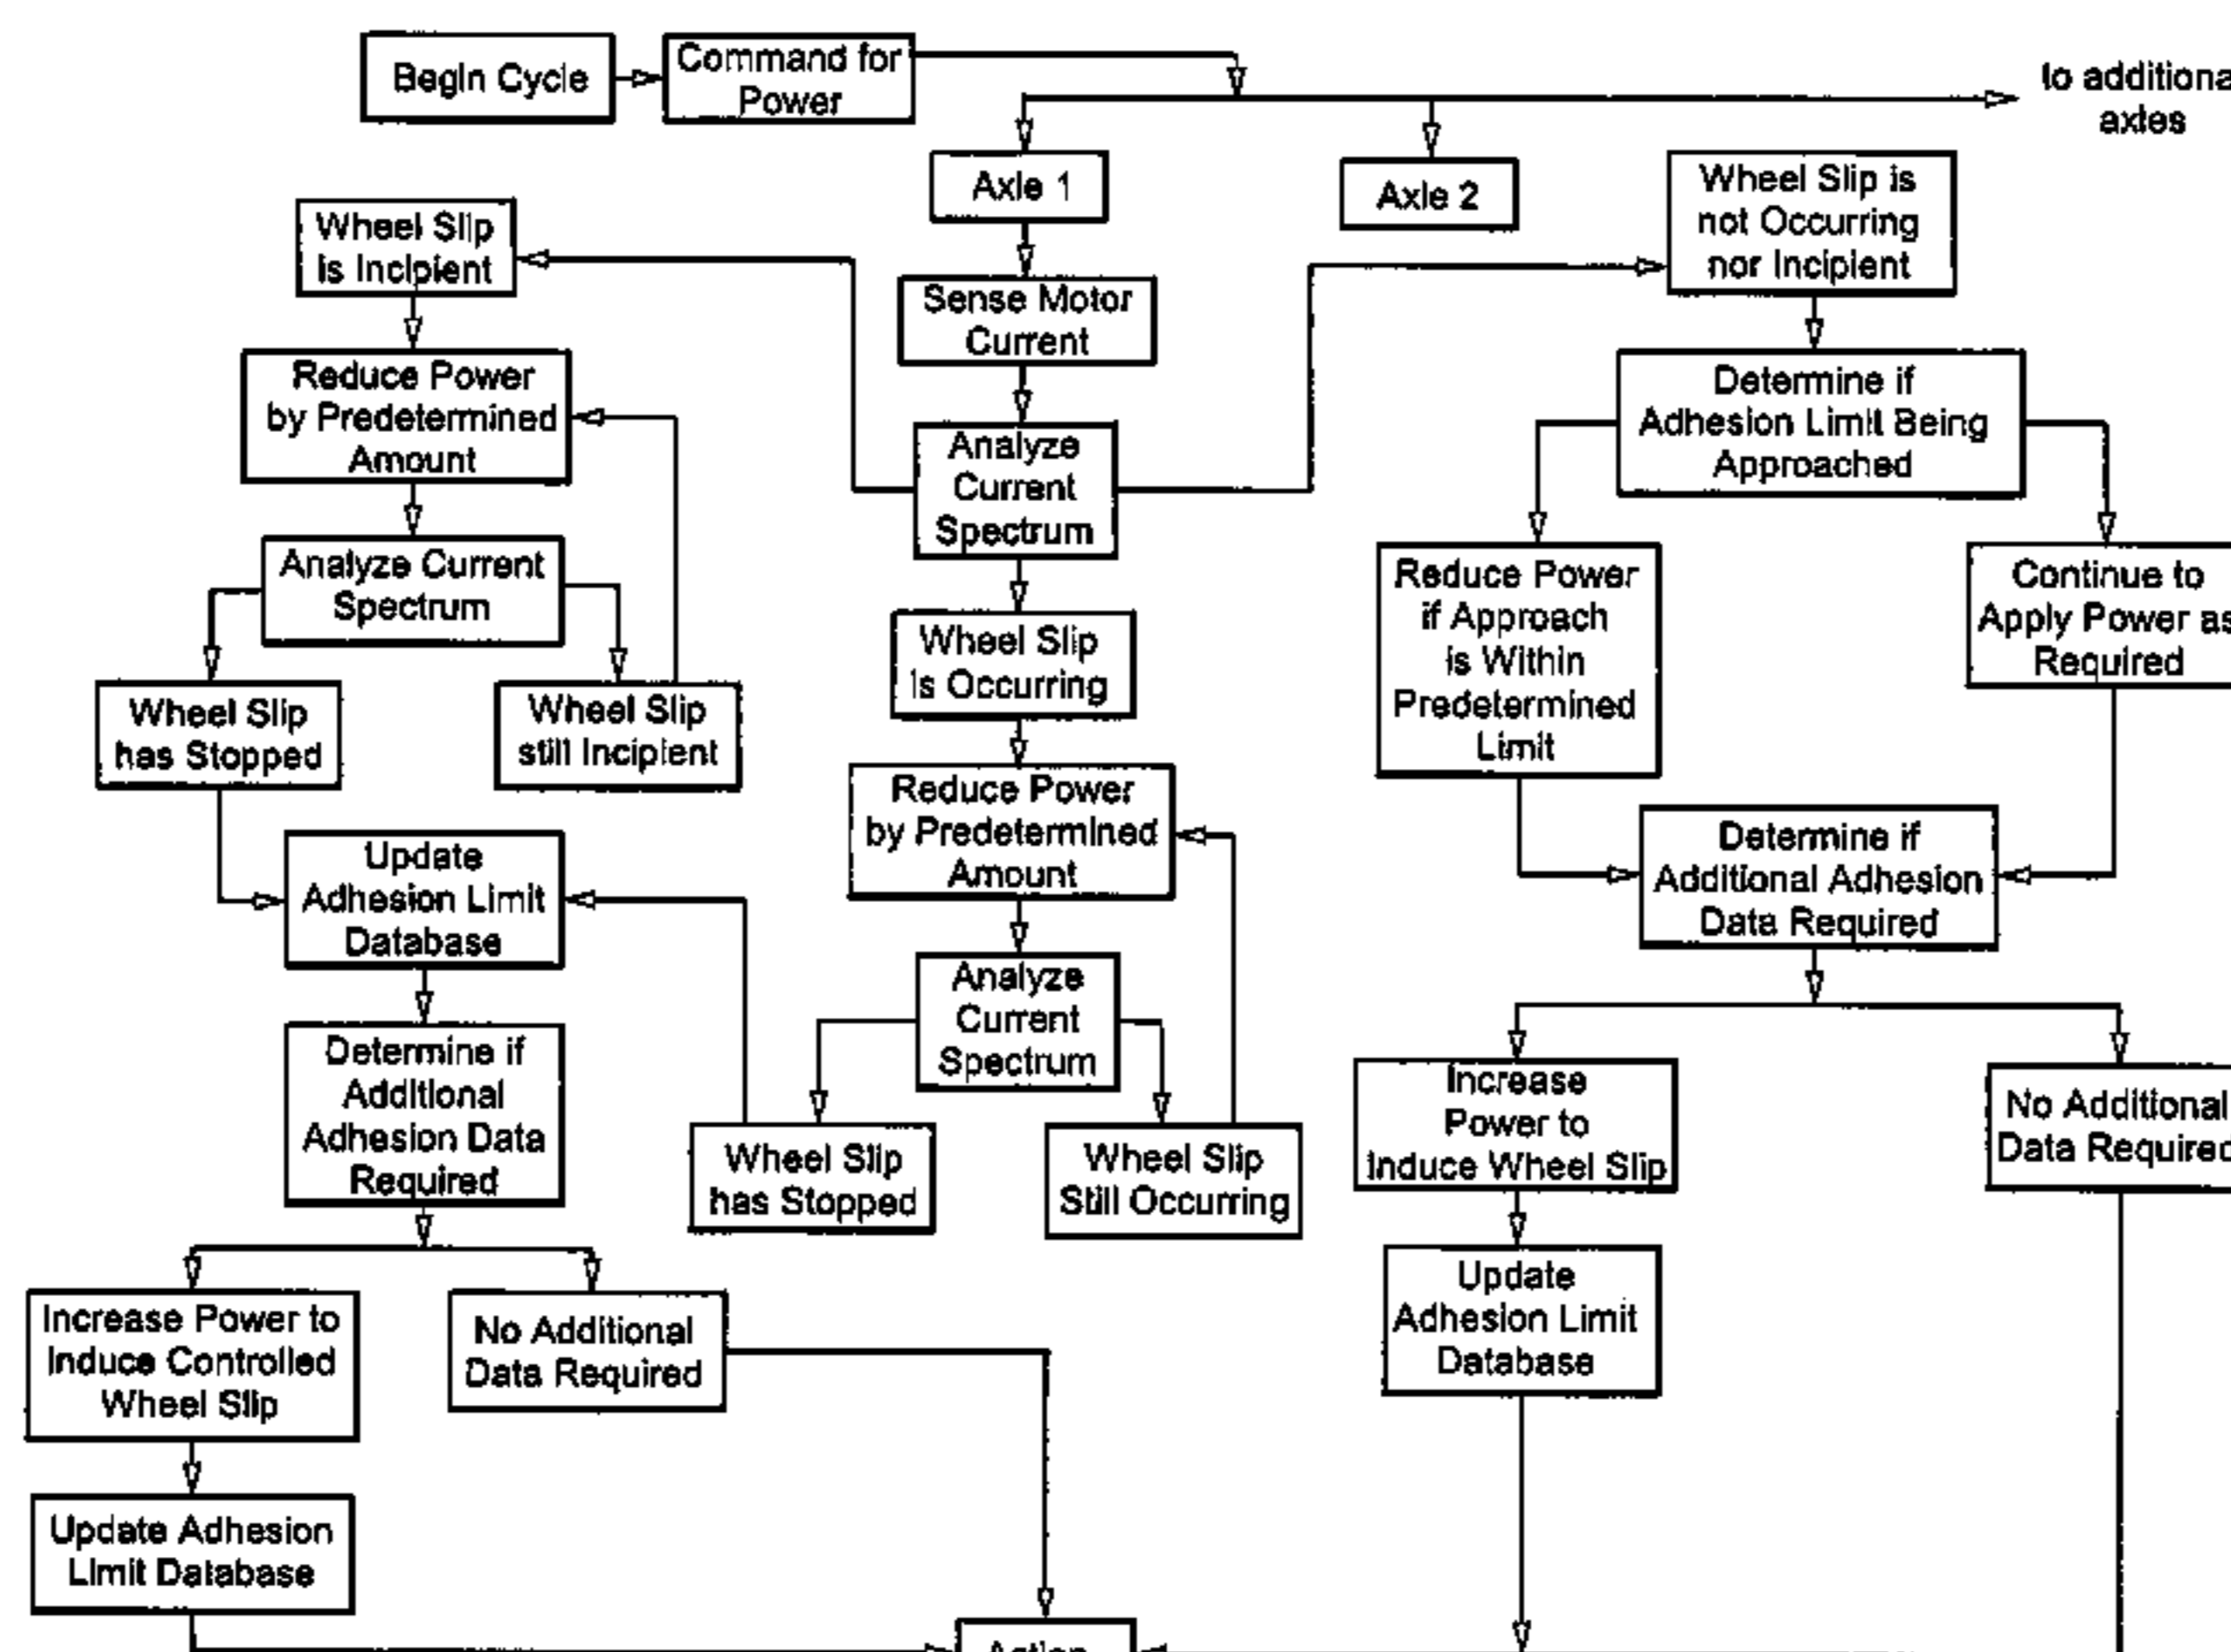 Begin Cycle
Command for
Power
to additiona
axles
Axle 1
Axle 2
Wheel Slip is
not Occurring
nor Incipient
Wheel Slip
is Incipient
Sense Motor
Current
Reduce Power
by Predetermined
Amount
Analyze
Current
Spectrum
Determine if
Adhesion Limit Being
Approached
Analyze Current
Spectrum
Wheel Slip
is Occurring
Reduce Power
if Approach
is Within
Predetermined
Limit
Continue to
Apply Power as
Required
Wheel Slip
has Stopped
Wheel Slip
still Incipient
Reduce Power
by Predetermined
Amount
Update
Adhesion Limit
Database
Determine if
Additional Adhesion
Data Required
Analyze
Current
Spectrum
Determine if
Additional
Adhesion Data
Required
Wheel Slip
has Stopped
Wheel Slip
Still Occurring
Increase
Power to
Induce Wheel Slip
No Additional
Data Required
Increase Power to
Induce Controlled
Wheel Slip
No Additional
Data Required
Update
Adhesion Limit
Database
Update Adhesion
Limit Database
Action